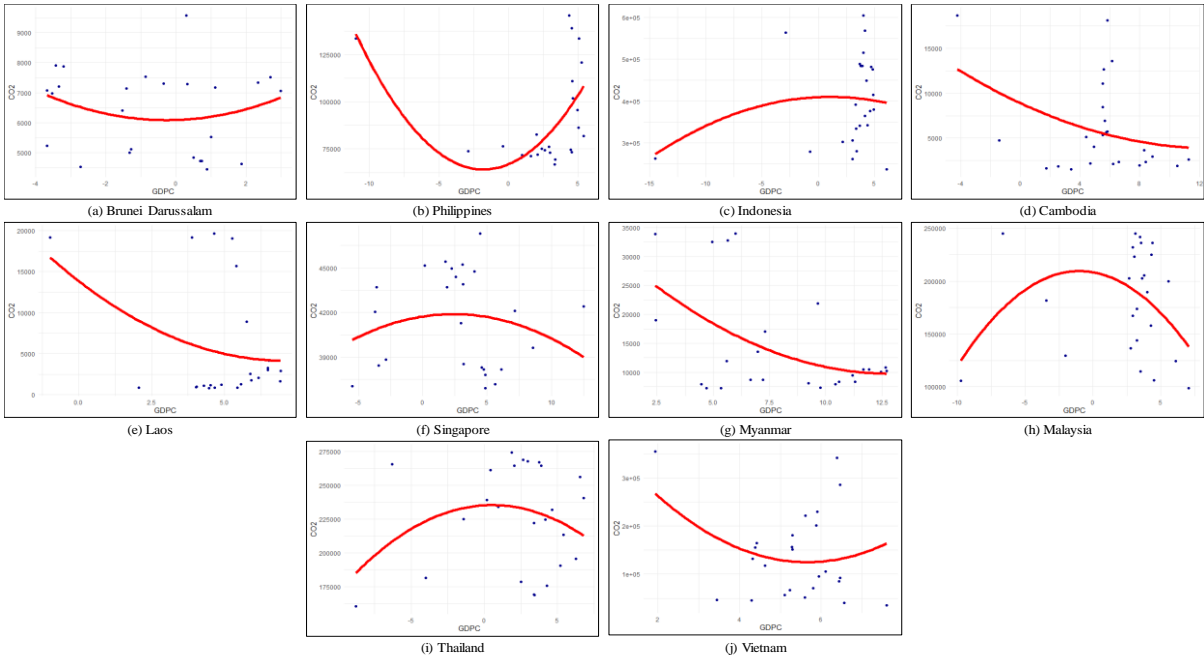 9000
8000
7000
6000
5000
CO2
-4
-2
0
2
GDPC
(a) Brunei Darussalam
125000
100000
75000
CO2
-10
-5
0
5
GDPC
(b) Philippines
6e+05
5e+05
4e+05
3e+05
CO2
-15
-10
-5
0
5
GDPC
(c) Indonesia
15000
10000
5000
0
CO2
-4
0
4
8
12
GDPC
(d) Cambodia
20000
15000
10000
5000
0
CO2
0.0
2.5
5.0
GDPC
(e) Laos
45000
42000
39000
CO2
-5
0
5
10
GDPC
(f) Singapore
35000
30000
25000
20000
15000
10000
CO2
2.5
5.0
7.5
10.0
12.5
GDPC
(g) Myanmar
250000
200000
150000
100000
CO2
-10
-5
0
5
GDPC
(h) Malaysia
275000
250000
225000
200000
175000
CO2
-5
0
5
GDPC
(i) Thailand
3e+05
2e+05
1e+05
CO2
2
4
6
GDPC
(j) Vietnam